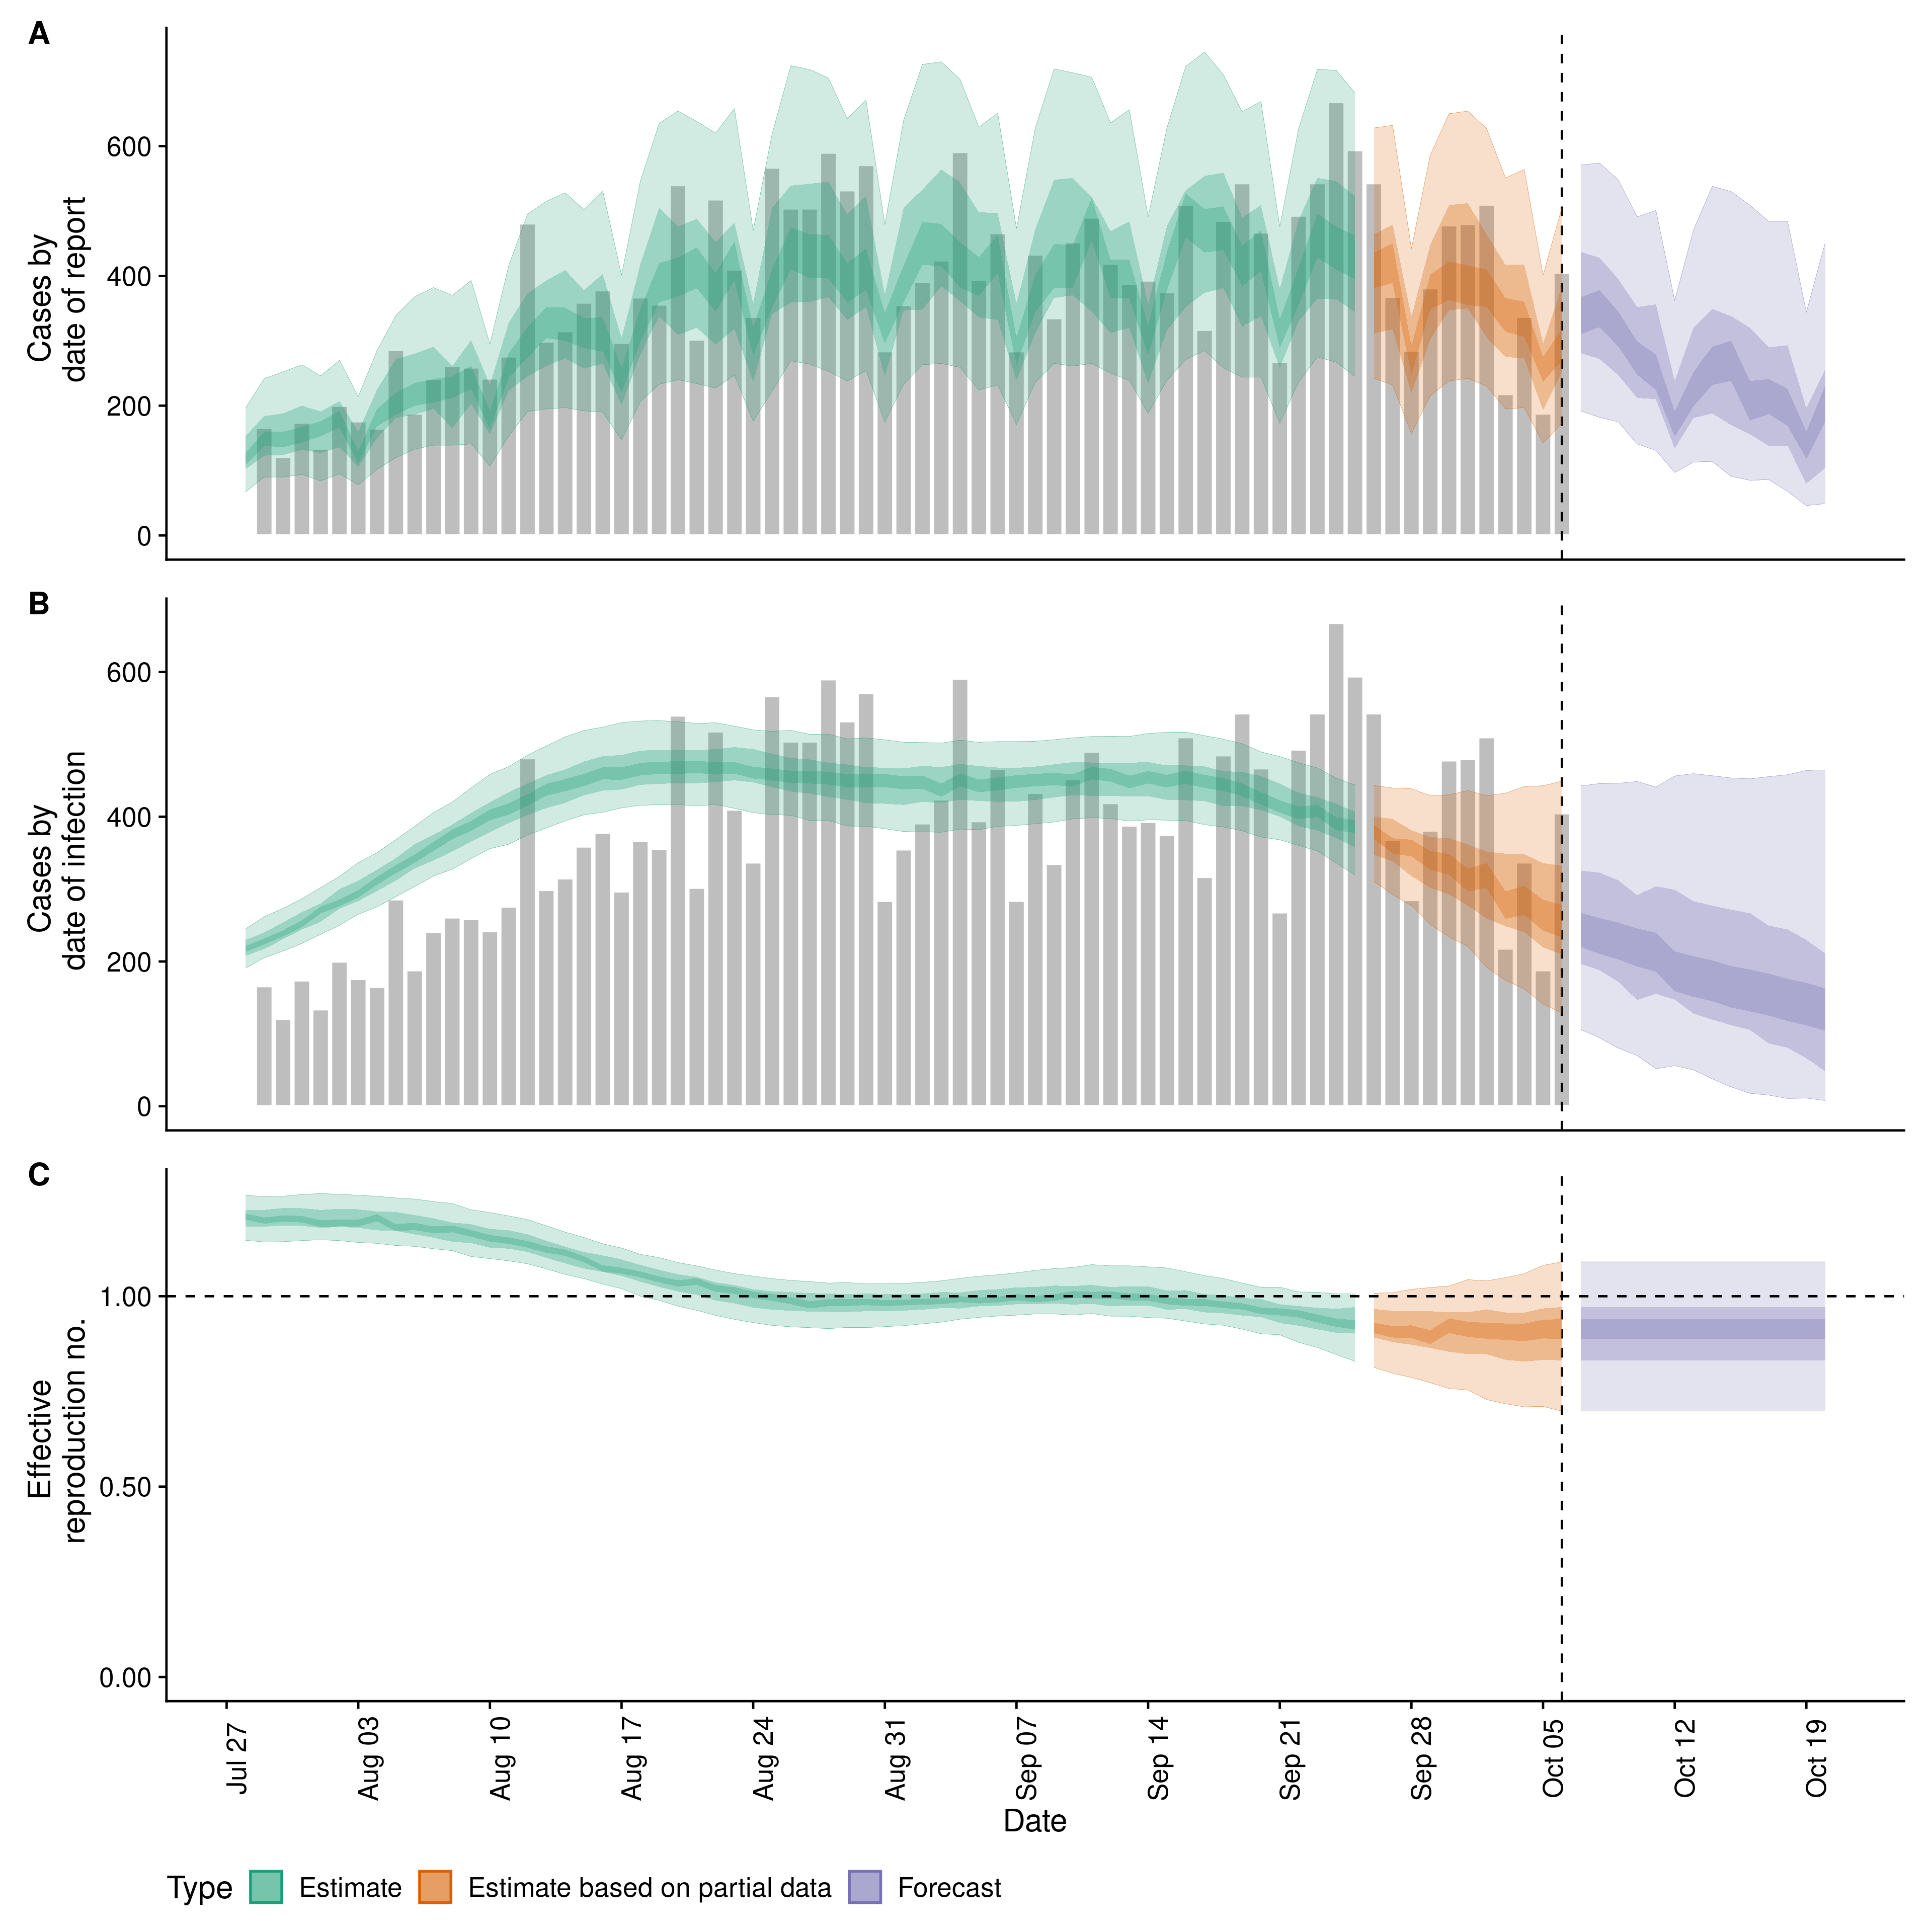 A
Cases by
date of report
600
400
200
0
B
Cases by
date of infection
600
400
200
0
C
Effective
reproduction no.
1.00
0.50
0.00
Jul 27
Aug 03
Aug 10
Aug 17
Aug 24
Aug 31
Sep 07
Sep 14
Sep 21
Sep 28
Oct 05
Oct 12
Oct 19
Date
Type Estimate Estimate based on partial data Forecast